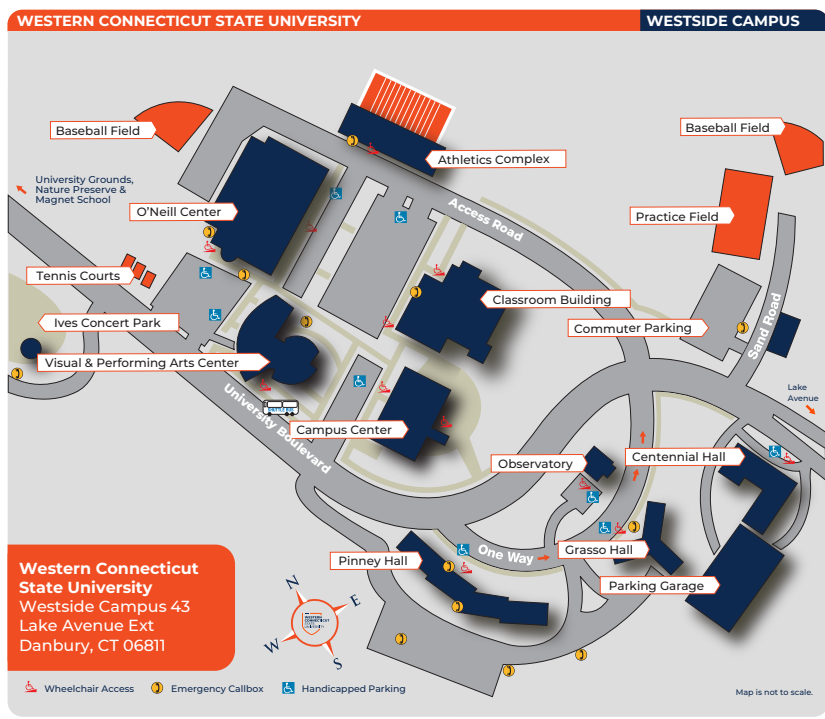 WESTERN CONNECTICUT STATE UNIVERSITY
WESTSIDE CAMPUS
Baseball Field
Baseball Field
Athletics Complex
University Grounds,
Nature Preserve &
Magnet School
O'Neill Center
Access Road
Practice Field
Tennis Courts
Classroom Building
Ives Concert Park
Commuter Parking
Sand Road
Visual & Performing Arts Center
Lake
Avenue
University Boulevard
Campus Center
Observatory
Centennial Hall
One Way
Grasso Hall
Pinney Hall
Parking Garage
Western Connecticut
State University
Westside Campus 43
Lake Avenue Ext
Danbury, CT 06811
N
E
W
S
WESTERN
CONNECTICUT
STATE
UNIVERSITY
Wheelchair Access
Emergency Callbox
Handicapped Parking
Map is not to scale.